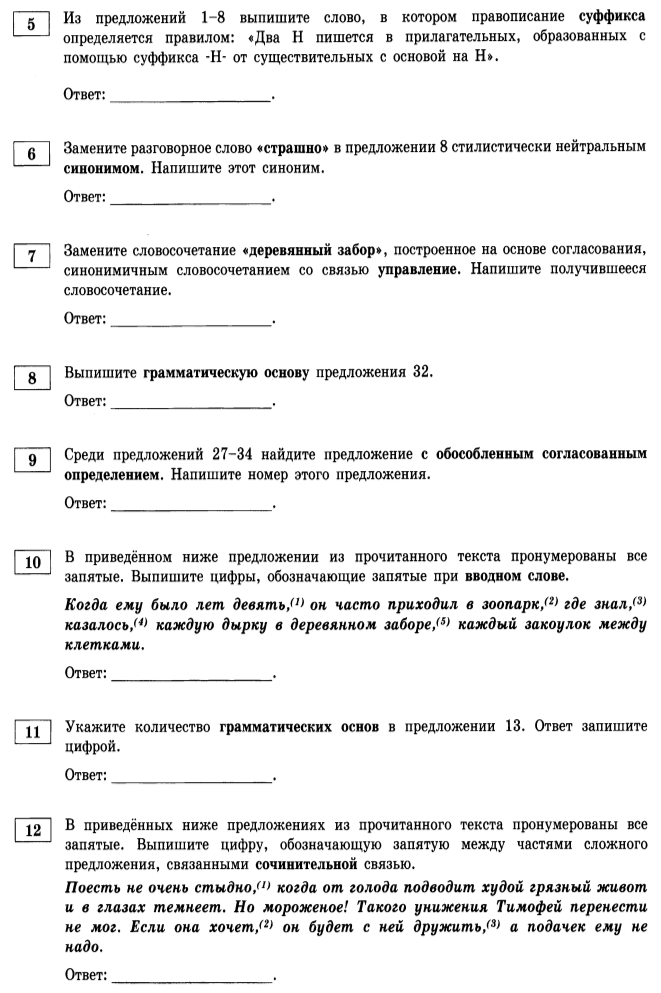 5 Из предложений 1–8 выпишите слово, в котором правописание суффикса
определяется правилом: «Два Н пишется в прилагательных, образованных с
помощью суффикса -Н- от существительных с основой на Н».
Ответ: ____________________.
6 Замените разговорное слово «страшно» в предложении 8 стилистически нейтральным
синонимом. Напишите этот синоним.
Ответ: ____________________.
7 Замените словосочетание «деревянный забор», построенное на основе согласования,
синонимичным словосочетанием со связью управление. Напишите получившееся
словосочетание.
Ответ: ____________________.
8 Выпишите грамматическую основу предложения 32.
Ответ: ____________________.
9 Среди предложений 27–34 найдите предложение с обособленным согласованным
определением. Напишите номер этого предложения.
Ответ: ____________________.
10 В приведённом ниже предложении из прочитанного текста пронумерованы все
запятые. Выпишите цифры, обозначающие запятые при вводном слове.
Когда ему было лет девять,(1) он часто приходил в зоопарк,(2) где знал,(3)
казалось,(4) каждую дырку в деревянном заборе,(5) каждый закоулок между
клетками.
Ответ: ____________________.
11 Укажите количество грамматических основ в предложении 13. Ответ запишите
цифрой.
Ответ: ____________________.
12 В приведённых ниже предложениях из прочитанного текста пронумерованы все
запятые. Выпишите цифру, обозначающую запятую между частями сложного
предложения, связанными сочинительной связью.
Поесть не очень стыдно,(1) когда от голода подводит худой грязный живот
и в глазах темнеет. Но мороженое! Такого унижения Тимофей перенести
не мог. Если она хочет,(2) он будет с ней дружить,(3) а подачек ему не
надо.
Ответ: ____________________.